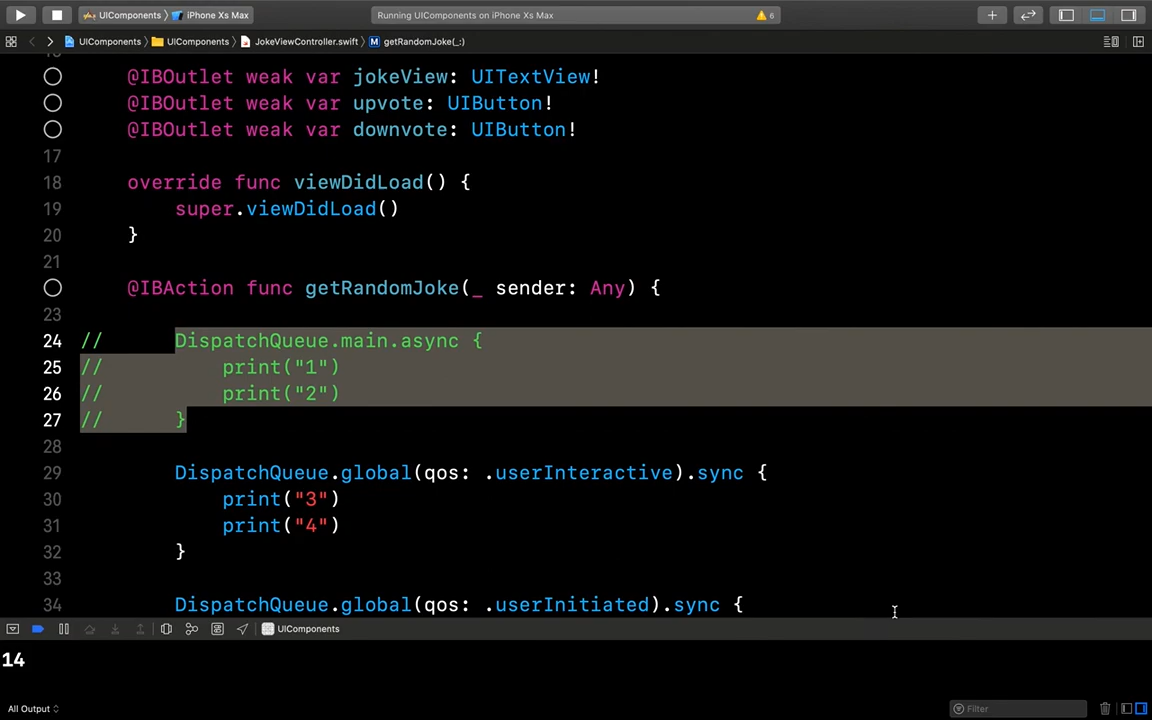 UIComponents 〉 iPhone Xs Max
Running UIComponents on iPhone Xs Max
6
UIComponents 〉 UIComponents 〉 JokeViewController.swift 〉 M getRandomJoke(_:)
@IBOutlet weak var jokeView: UITextView!
@IBOutlet weak var upvote: UIButton!
@IBOutlet weak var downvote: UIButton!
17
18 override func viewDidLoad() {
19 super.viewDidLoad()
20 }
21
@IBAction func getRandomJoke(_ sender: Any) {
23
24 // DispatchQueue.main.async {
25 // print("1")
26 // print("2")
27 // }
28
29 DispatchQueue.global(qos: .userInteractive).sync {
30 print("3")
31 print("4")
32 }
33
34 DispatchQueue.global(qos: .userInitiated).sync {
UIComponents
14
All Output
Filter